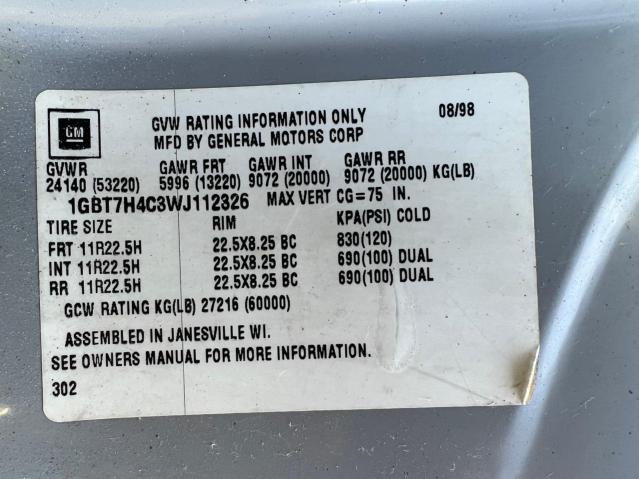 GM
GVW RATING INFORMATION ONLY 08/98
MFD BY GENERAL MOTORS CORP
GVWR GAWR FRT GAWR INT GAWR RR
24140 (53220) 5996 (13220) 9072 (20000) 9072 (20000) KG(LB)
1GBT7H4C3WJ112326 MAX VERT CG=75 IN.
TIRE SIZE RIM KPA(PSI) COLD
FRT 11R22.5H 22.5X8.25 BC 830(120)
INT 11R22.5H 22.5X8.25 BC 690(100) DUAL
RR 11R22.5H 22.5X8.25 BC 690(100) DUAL
GCW RATING KG(LB) 27216 (60000)
ASSEMBLED IN JANESVILLE WI.
SEE OWNERS MANUAL FOR MORE INFORMATION.
302